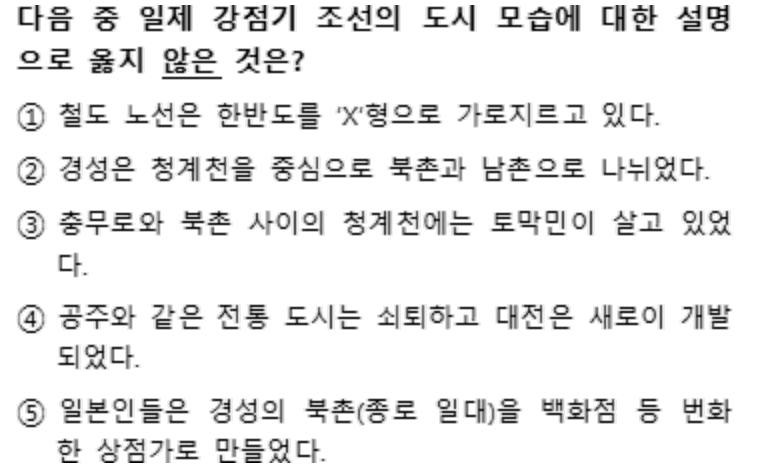 다음 중 일제 강점기 조선의 도시 모습에 대한 설명
으로 옳지 않은 것은?
① 철도 노선은 한반도를 ‘X’형으로 가로지르고 있다.
② 경성은 청계천을 중심으로 북촌과 남촌으로 나뉘었다.
③ 충무로와 북촌 사이의 청계천에는 토막민이 살고 있었
다.
④ 공주와 같은 전통 도시는 쇠퇴하고 대전은 새로이 개발
되었다.
⑤ 일본인들은 경성의 북촌(종로 일대)을 백화점 등 번화
한 상점가로 만들었다.